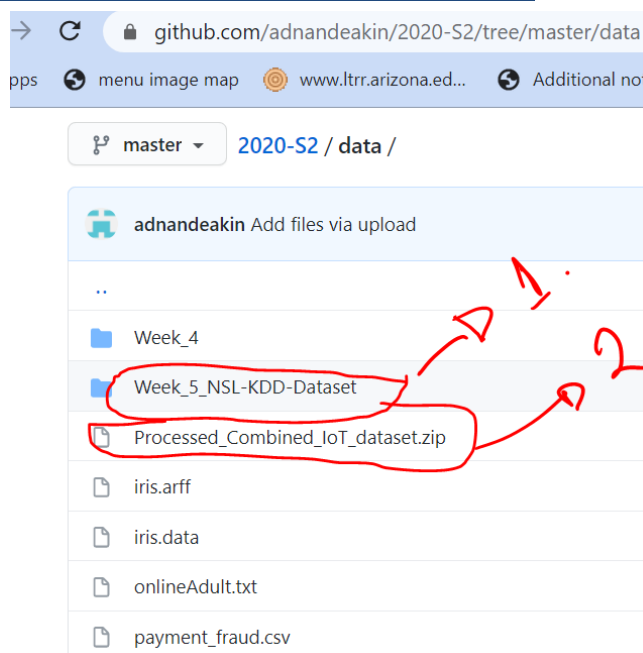 github.com/adnandeakin/2020-S2/tree/master/data
pps menu image map www.ltrr.arizona.ed... Additional no
master 2020-S2 / data /
adnandeakin Add files via upload
..
Week_4
1.
Week_5_NSL-KDD-Dataset
2
Processed_Combined_IoT_dataset.zip
iris.arff
iris.data
onlineAdult.txt
payment_fraud.csv